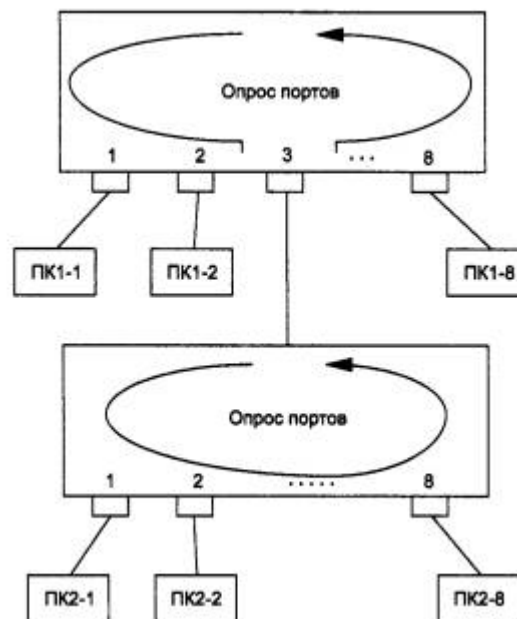 Опрос портов
1 2 3 ... 8
ПК1-1 ПК1-2 ПК1-8
Опрос портов
1 2 ..... 8
ПК2-1 ПК2-2 ПК2-8